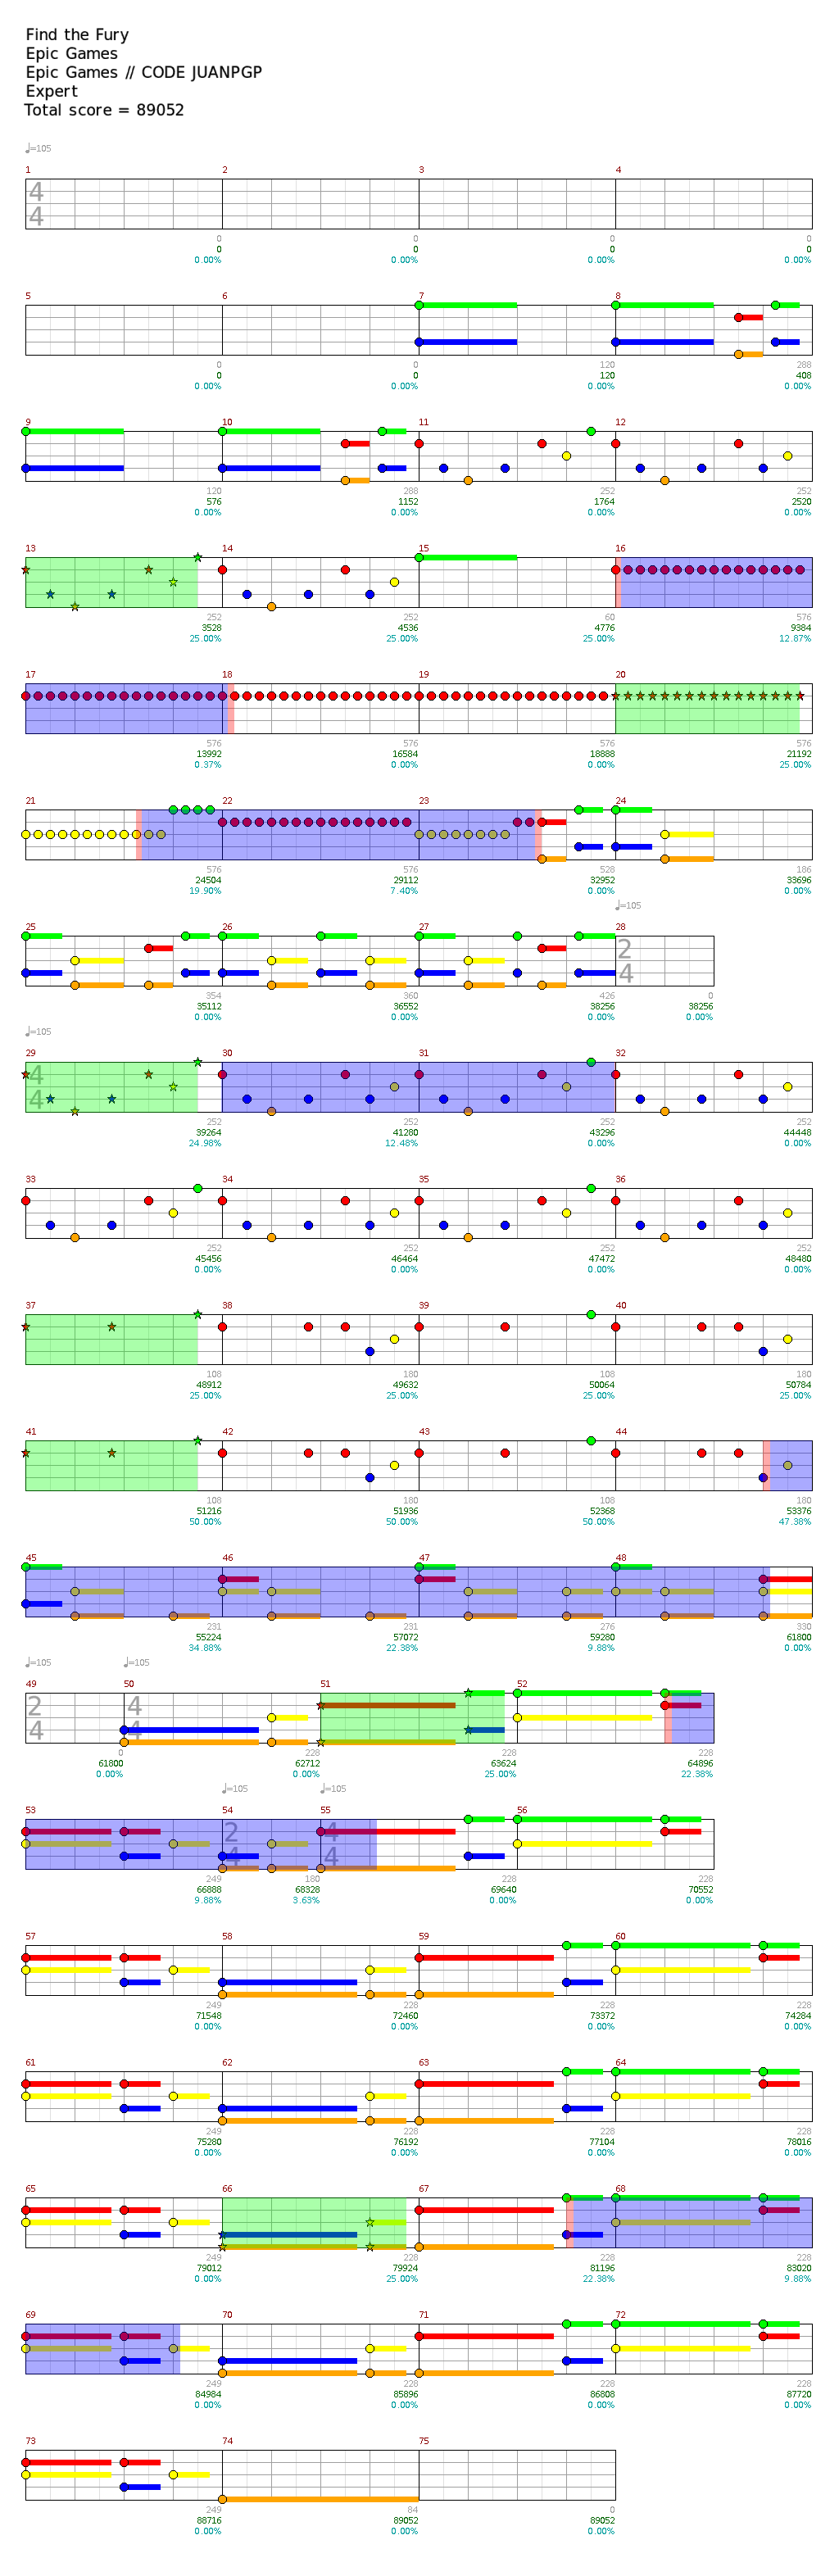 Find the Fury
Epic Games
Epic Games // CODE JUANPGP
Expert
Total score = 89052
♩=105
1 2 3 4
4
4
0 0 0 0
0 0 0 0
0.00% 0.00% 0.00% 0.00%
5 6 7 8
0 0 120 288
0 0 120 408
0.00% 0.00% 0.00% 0.00%
9 10 11 12
120 288 252 252
576 1152 1764 2520
0.00% 0.00% 0.00% 0.00%
13 14 15 16
252 252 60 576
3528 4536 4776 9384
25.00% 25.00% 25.00% 12.87%
17 18 19 20
576 576 576 576
13992 16584 18888 21192
0.37% 0.00% 0.00% 25.00%
21 22 23 24
576 576 528 186
24504 29112 32952 33696
19.90% 7.40% 0.00% 0.00%
♩=105
25 26 27 28
2
4
354 360 426 0
35112 36552 38256 38256
0.00% 0.00% 0.00% 0.00%
♩=105
29 30 31 32
4
4
252 252 252 252
39264 41280 43296 44448
24.98% 12.48% 0.00% 0.00%
33 34 35 36
252 252 252 252
45456 46464 47472 48480
0.00% 0.00% 0.00% 0.00%
37 38 39 40
108 180 108 180
48912 49632 50064 50784
25.00% 25.00% 25.00% 25.00%
41 42 43 44
108 180 108 180
51216 51936 52368 53376
50.00% 50.00% 50.00% 47.38%
45 46 47 48
231 231 276 330
55224 57072 59280 61800
34.88% 22.38% 9.88% 0.00%
♩=105 ♩=105
49 50 51 52
2 4
4 4
0 228 228 228
61800 62712 63624 64896
0.00% 0.00% 25.00% 22.38%
♩=105 ♩=105
53 54 55 56
2 4
4 4
249 180 228 228
66888 68328 69640 70552
9.88% 3.63% 0.00% 0.00%
57 58 59 60
249 228 228 228
71548 72460 73372 74284
0.00% 0.00% 0.00% 0.00%
61 62 63 64
249 228 228 228
75280 76192 77104 78016
0.00% 0.00% 0.00% 0.00%
65 66 67 68
249 228 228 228
79012 79924 81196 83020
0.00% 25.00% 22.38% 9.88%
69 70 71 72
249 228 228 228
84984 85896 86808 87720
0.00% 0.00% 0.00% 0.00%
73 74 75
249 84 0
88716 89052 89052
0.00% 0.00% 0.00%